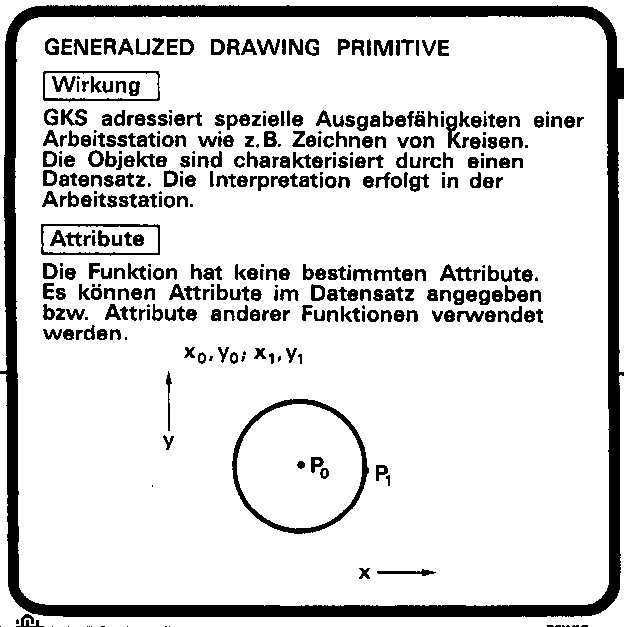 GENERALIZED DRAWING PRIMITIVE
Wirkung
GKS adressiert spezielle Ausgabefähigkeiten einer
Arbeitsstation wie z.B. Zeichnen von Kreisen.
Die Objekte sind charakterisiert durch einen
Datensatz. Die Interpretation erfolgt in der
Arbeitsstation.
Attribute
Die Funktion hat keine bestimmten Attribute.
Es können Attribute im Datensatz angegeben
bzw. Attribute anderer Funktionen verwendet
werden.
x₀, y₀; x₁, y₁
y
P₀
P₁
x